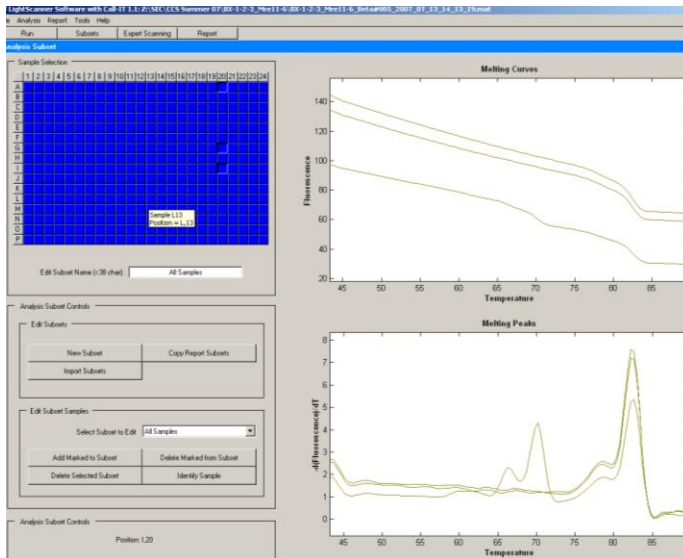 LightScanner Software with Call-IT 1.1: Z:\SEC\CCS Summer 07\BX-1-2-3_Mre11-6\BX-1-2-3_Mre11-6_Beta#005_2007_07_13_14_13_15.mat
Analysis Report Tools Help
Run Subsets Expert Scanning Report
Analysis Subset
Sample Selection
1 2 3 4 5 6 7 8 9 10 11 12 13 14 15 16 17 18 19 20 21 22 23 24
A
B
C
D
E
F
G
H
I
J
K
L
M
N
O
P
Sample L13
Position = L,13
Edit Subset Name (<38 char) All Samples
Analysis Subset Controls
Edit Subsets
New Subset Copy Report Subsets
Import Subsets
Edit Subset Samples
Select Subset to Edit All Samples
Add Marked to Subset Delete Marked from Subset
Delete Selected Subset Identify Sample
Analysis Subset Controls
Position: I,20
Melting Curves
Fluorescence
140
120
100
80
60
40
20
45 50 55 60 65 70 75 80 85
Temperature
Melting Peaks
-d(Fluorescence)/dT
8
7
6
5
4
3
2
1
0
45 50 55 60 65 70 75 80 85
Temperature